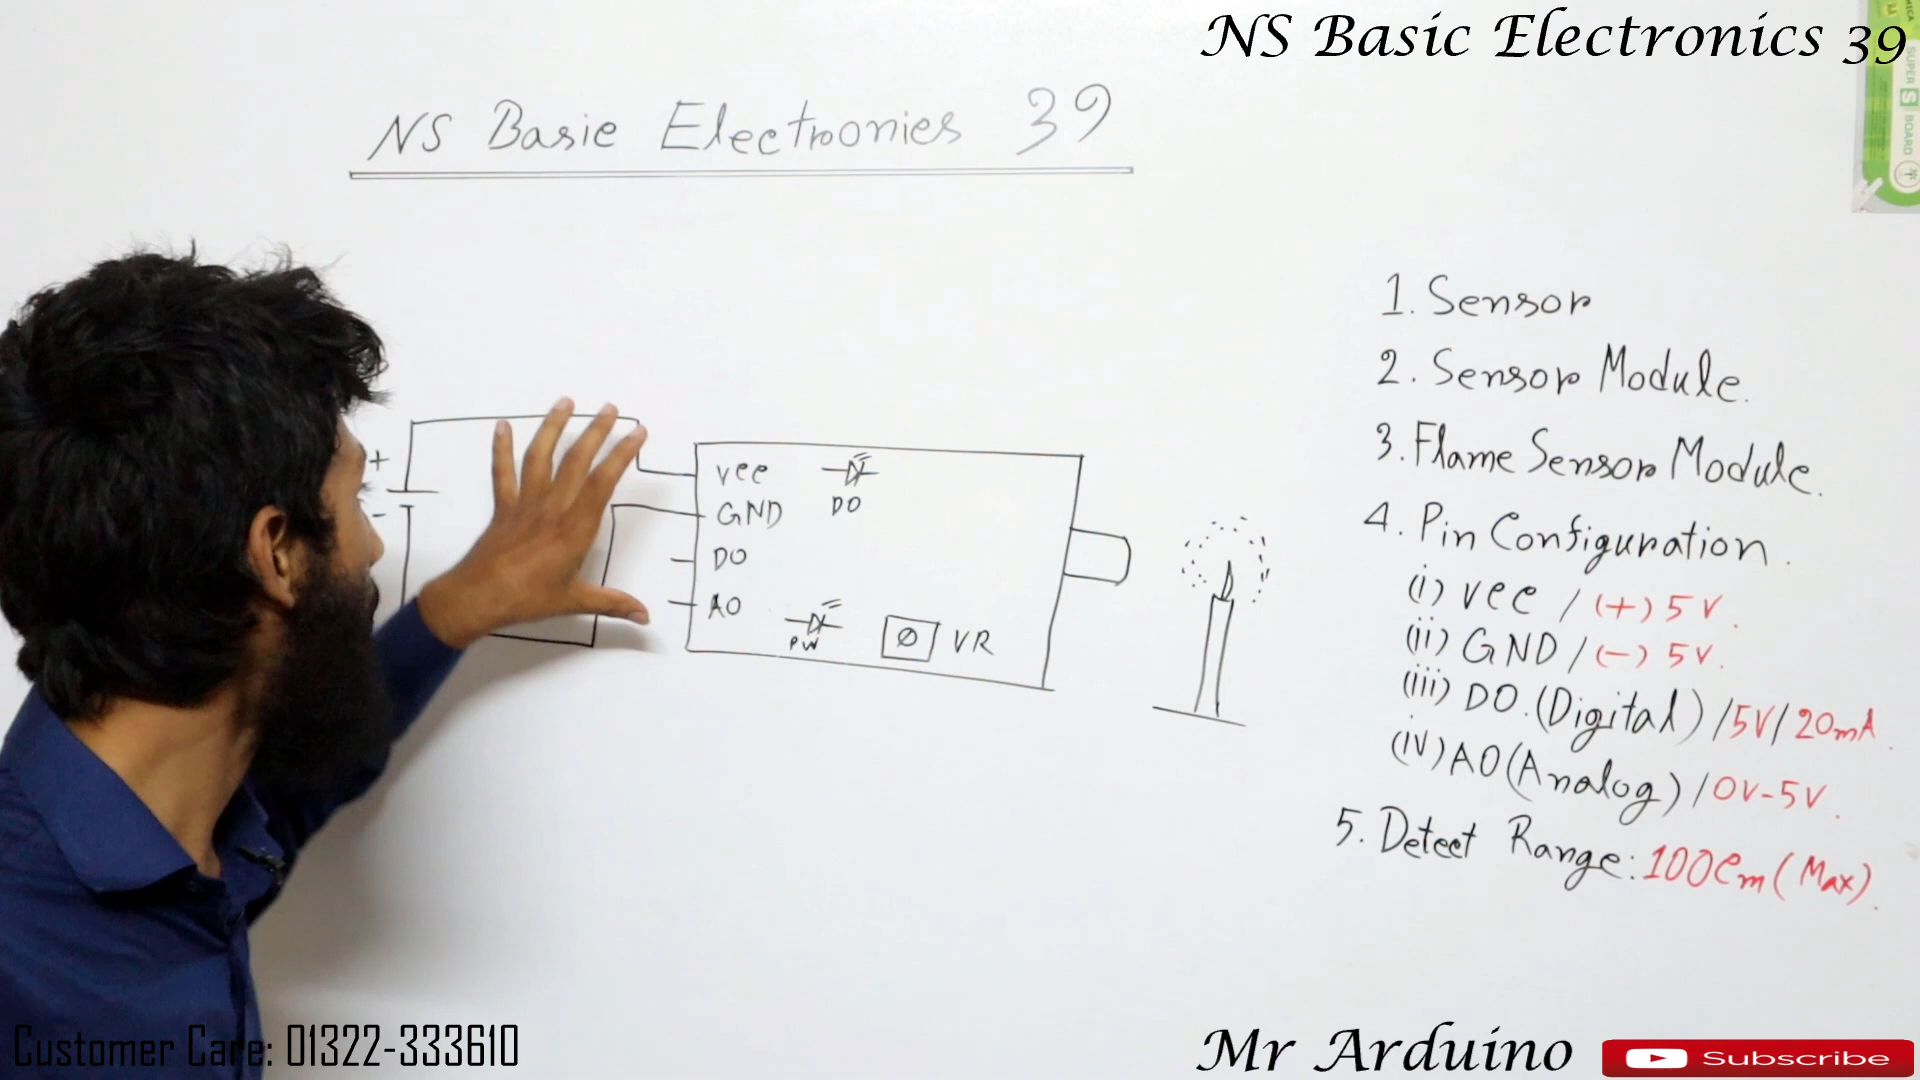 NS Basic Electronics 39
SUPER S BOARD
NS Basic Electronics 39
+
-
Vcc
DO
GND
DO
AO
PW
VR
1. Sensor
2. Sensor Module.
3. Flame Sensor Module.
4. Pin Configuration.
(i) Vcc / (+) 5V.
(ii) GND / (-) 5V.
(iii) DO. (Digital) / 5V / 20mA.
(iv) AO (Analog) / 0V-5V.
5. Detect Range: 100cm (Max).
Customer Care: 01322-333610
Mr Arduino
Subscribe